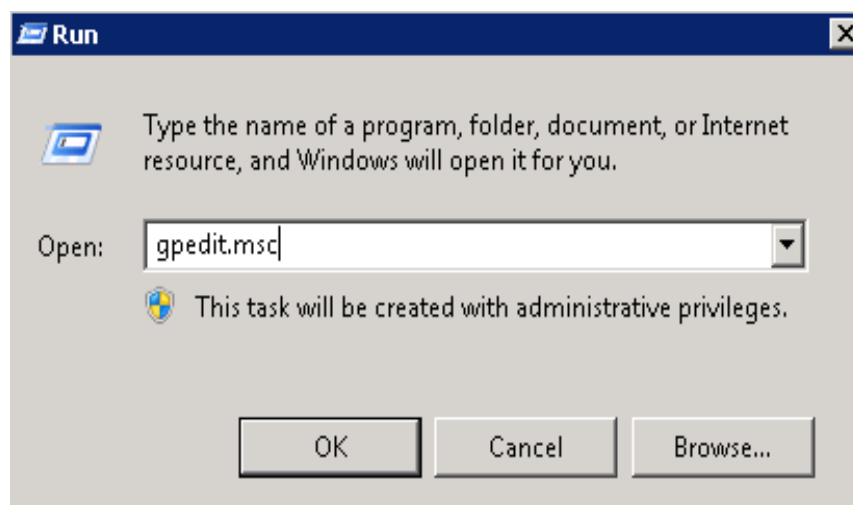 Run
Type the name of a program, folder, document, or Internet
resource, and Windows will open it for you.
Open: gpedit.msc
This task will be created with administrative privileges.
OK Cancel Browse...